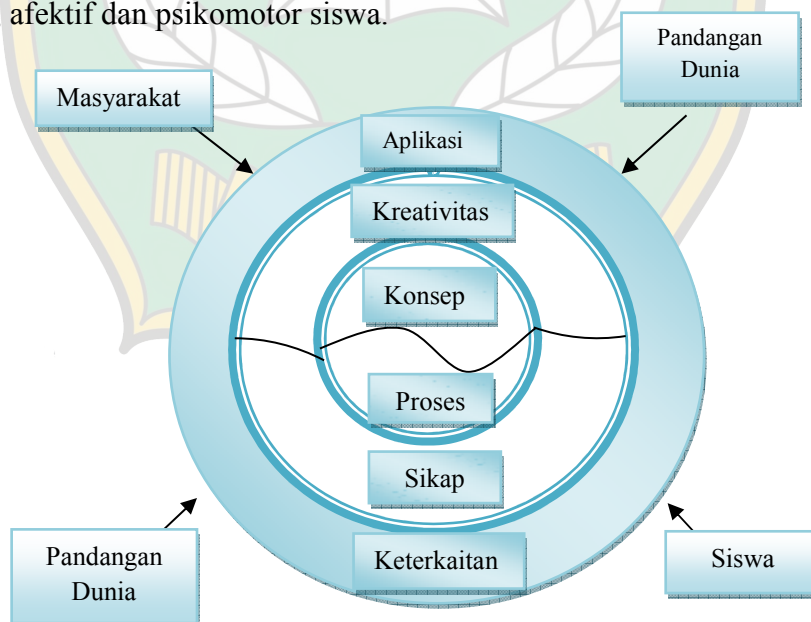 afektif dan psikomotor siswa.
Pandangan
Dunia
Masyarakat
Aplikasi
Kreativitas
Konsep
Proses
Sikap
Keterkaitan
Pandangan
Dunia
Siswa